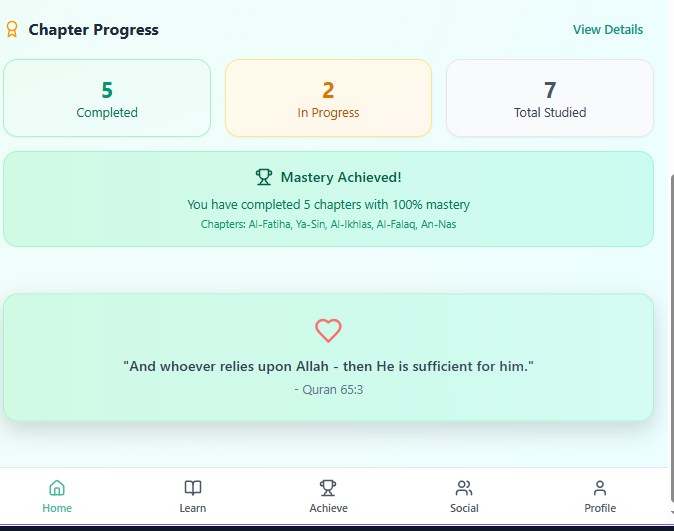 Chapter Progress
View Details
5
Completed
2
In Progress
7
Total Studied
Mastery Achieved!
You have completed 5 chapters with 100% mastery
Chapters: Al-Fatiha, Ya-Sin, Al-Ikhlas, Al-Falaq, An-Nas
"And whoever relies upon Allah - then He is sufficient for him."
- Quran 65:3
Home
Learn
Achieve
Social
Profile